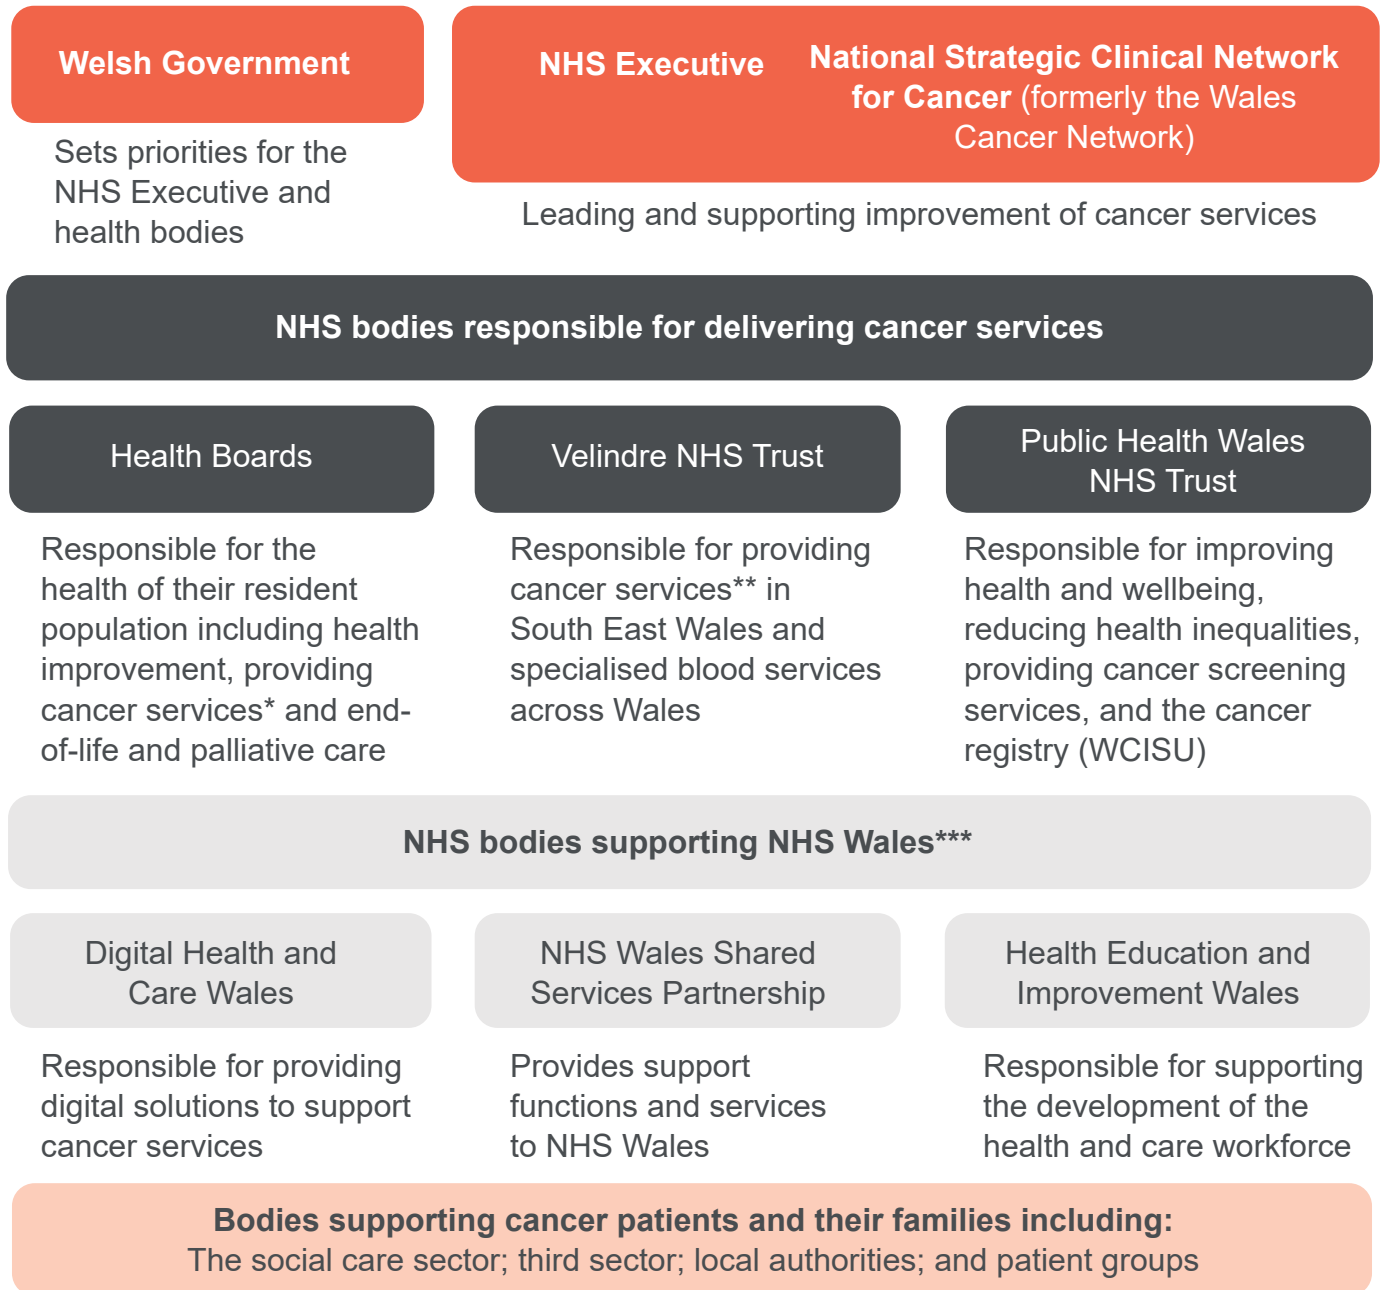 Welsh Government
Sets priorities for the
NHS Executive and
health bodies
NHS Executive
National Strategic Clinical Network
for Cancer (formerly the Wales
Cancer Network)
Leading and supporting improvement of cancer services
NHS bodies responsible for delivering cancer services
Health Boards
Responsible for the
health of their resident
population including health
improvement, providing
cancer services* and end-
of-life and palliative care
Velindre NHS Trust
Responsible for providing
cancer services** in
South East Wales and
specialised blood services
across Wales
Public Health Wales
NHS Trust
Responsible for improving
health and wellbeing,
reducing health inequalities,
providing cancer screening
services, and the cancer
registry (WCISU)
NHS bodies supporting NHS Wales***
Digital Health and
Care Wales
Responsible for providing
digital solutions to support
cancer services
NHS Wales Shared
Services Partnership
Provides support
functions and services
to NHS Wales
Health Education and
Improvement Wales
Responsible for supporting
the development of the
health and care workforce
Bodies supporting cancer patients and their families including:
The social care sector; third sector; local authorities; and patient groups